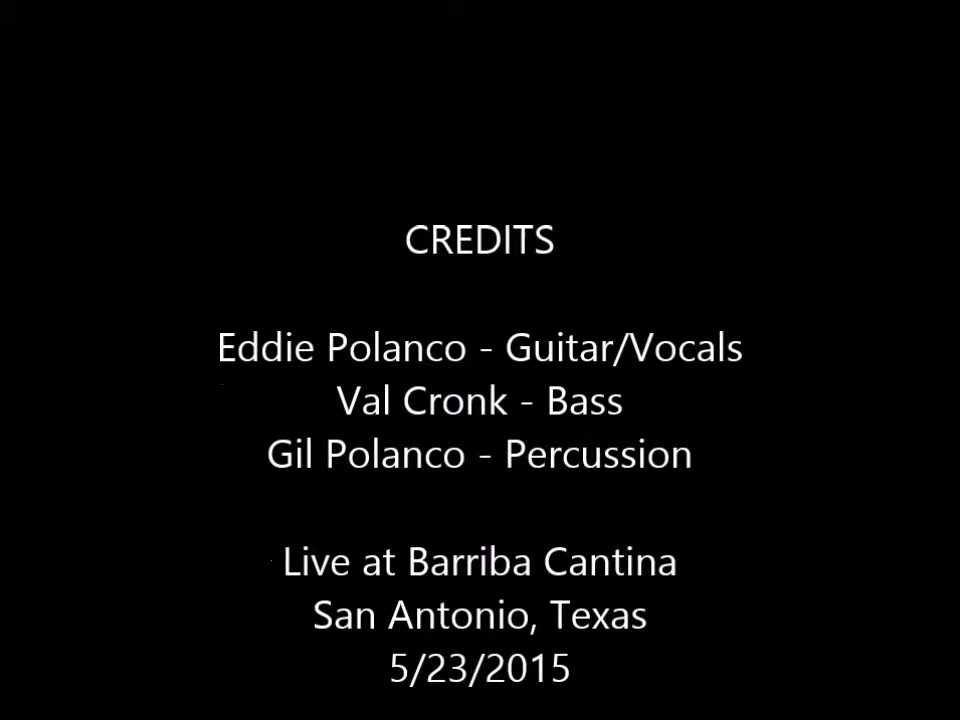 CREDITS
Eddie Polanco - Guitar/Vocals
Val Cronk - Bass
Gil Polanco - Percussion
Live at Barriba Cantina
San Antonio, Texas
5/23/2015